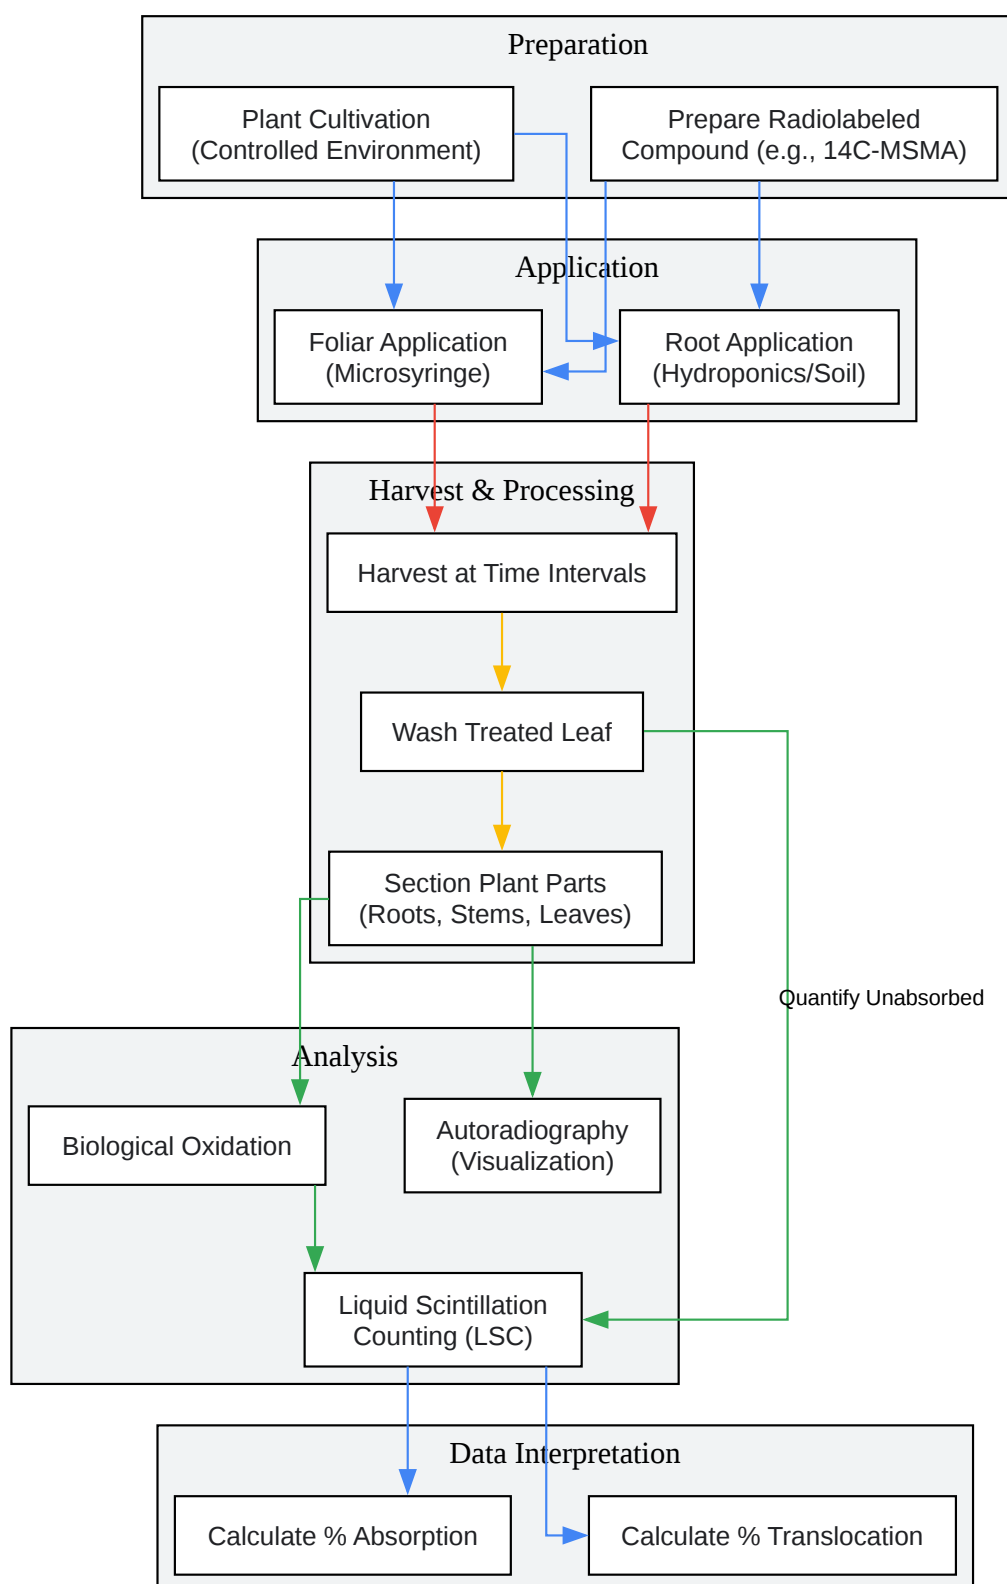 Preparation
Plant Cultivation
(Controlled Environment)
Prepare Radiolabeled
Compound (e.g., 14C-MSMA)
Application
Foliar Application
(Microsyringe)
Root Application
(Hydroponics/Soil)
Harvest & Processing
Harvest at Time Intervals
Wash Treated Leaf
Section Plant Parts
(Roots, Stems, Leaves)
Quantify Unabsorbed
Analysis
Biological Oxidation
Autoradiography
(Visualization)
Liquid Scintillation
Counting (LSC)
Data Interpretation
Calculate % Absorption
Calculate % Translocation